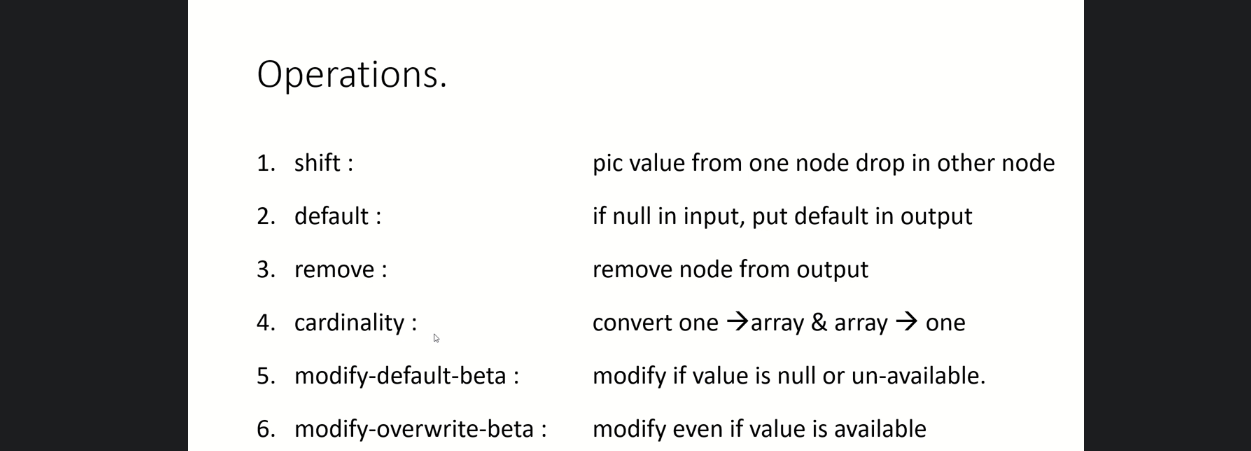 Operations.
1. shift : pic value from one node drop in other node
2. default : if null in input, put default in output
3. remove : remove node from output
4. cardinality : convert one →array & array → one
5. modify-default-beta : modify if value is null or un-available.
6. modify-overwrite-beta : modify even if value is available